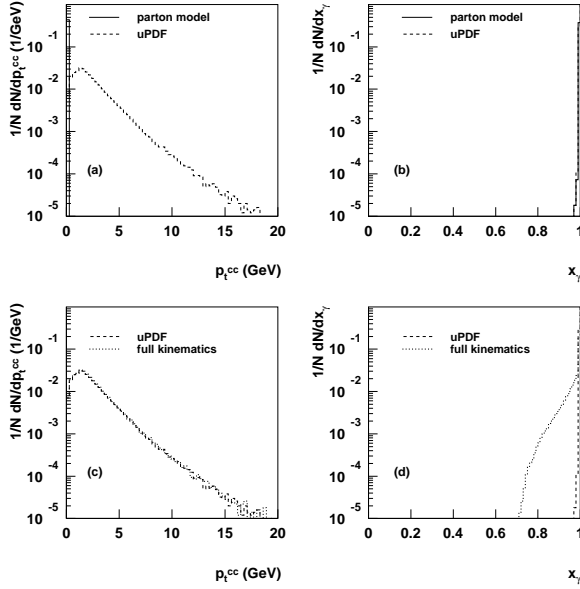 1/N dN/dp_t^cc (1/GeV)
parton model
uPDF
10^-1
10^-2
10^-3
10^-4
10^-5
(a)
0 5 10 15 20
p_t^cc (GeV)
1/N dN/dx_γ
parton model
uPDF
10^-1
10^-2
10^-3
10^-4
10^-5
(b)
0 0.2 0.4 0.6 0.8 1
x_γ
1/N dN/dp_t^cc (1/GeV)
uPDF
full kinematics
10^-1
10^-2
10^-3
10^-4
10^-5
(c)
0 5 10 15 20
p_t^cc (GeV)
1/N dN/dx_γ
uPDF
full kinematics
10^-1
10^-2
10^-3
10^-4
10^-5
(d)
0 0.2 0.4 0.6 0.8 1
x_γ